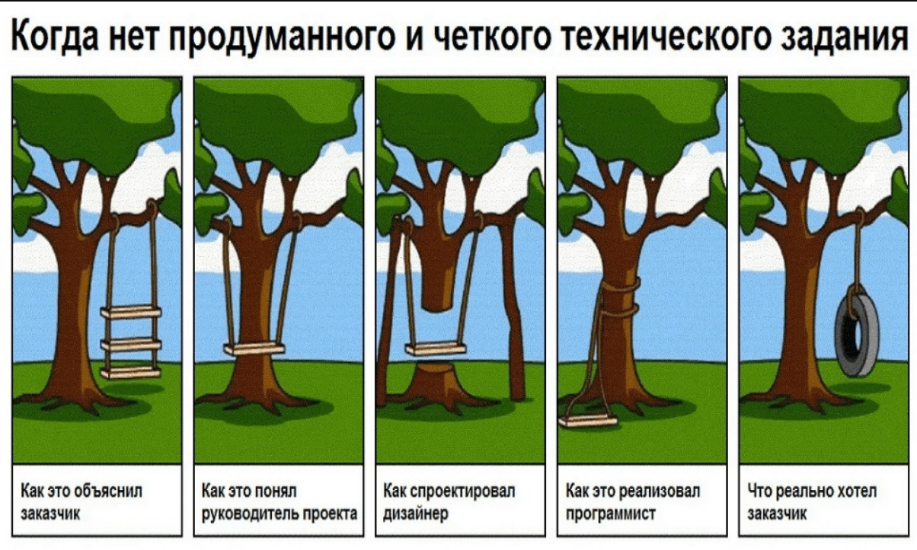 Когда нет продуманного и четкого технического задания
Как это объяснил
заказчик
Как это понял
руководитель проекта
Как спроектировал
дизайнер
Как это реализовал
программист
Что реально хотел
заказчик